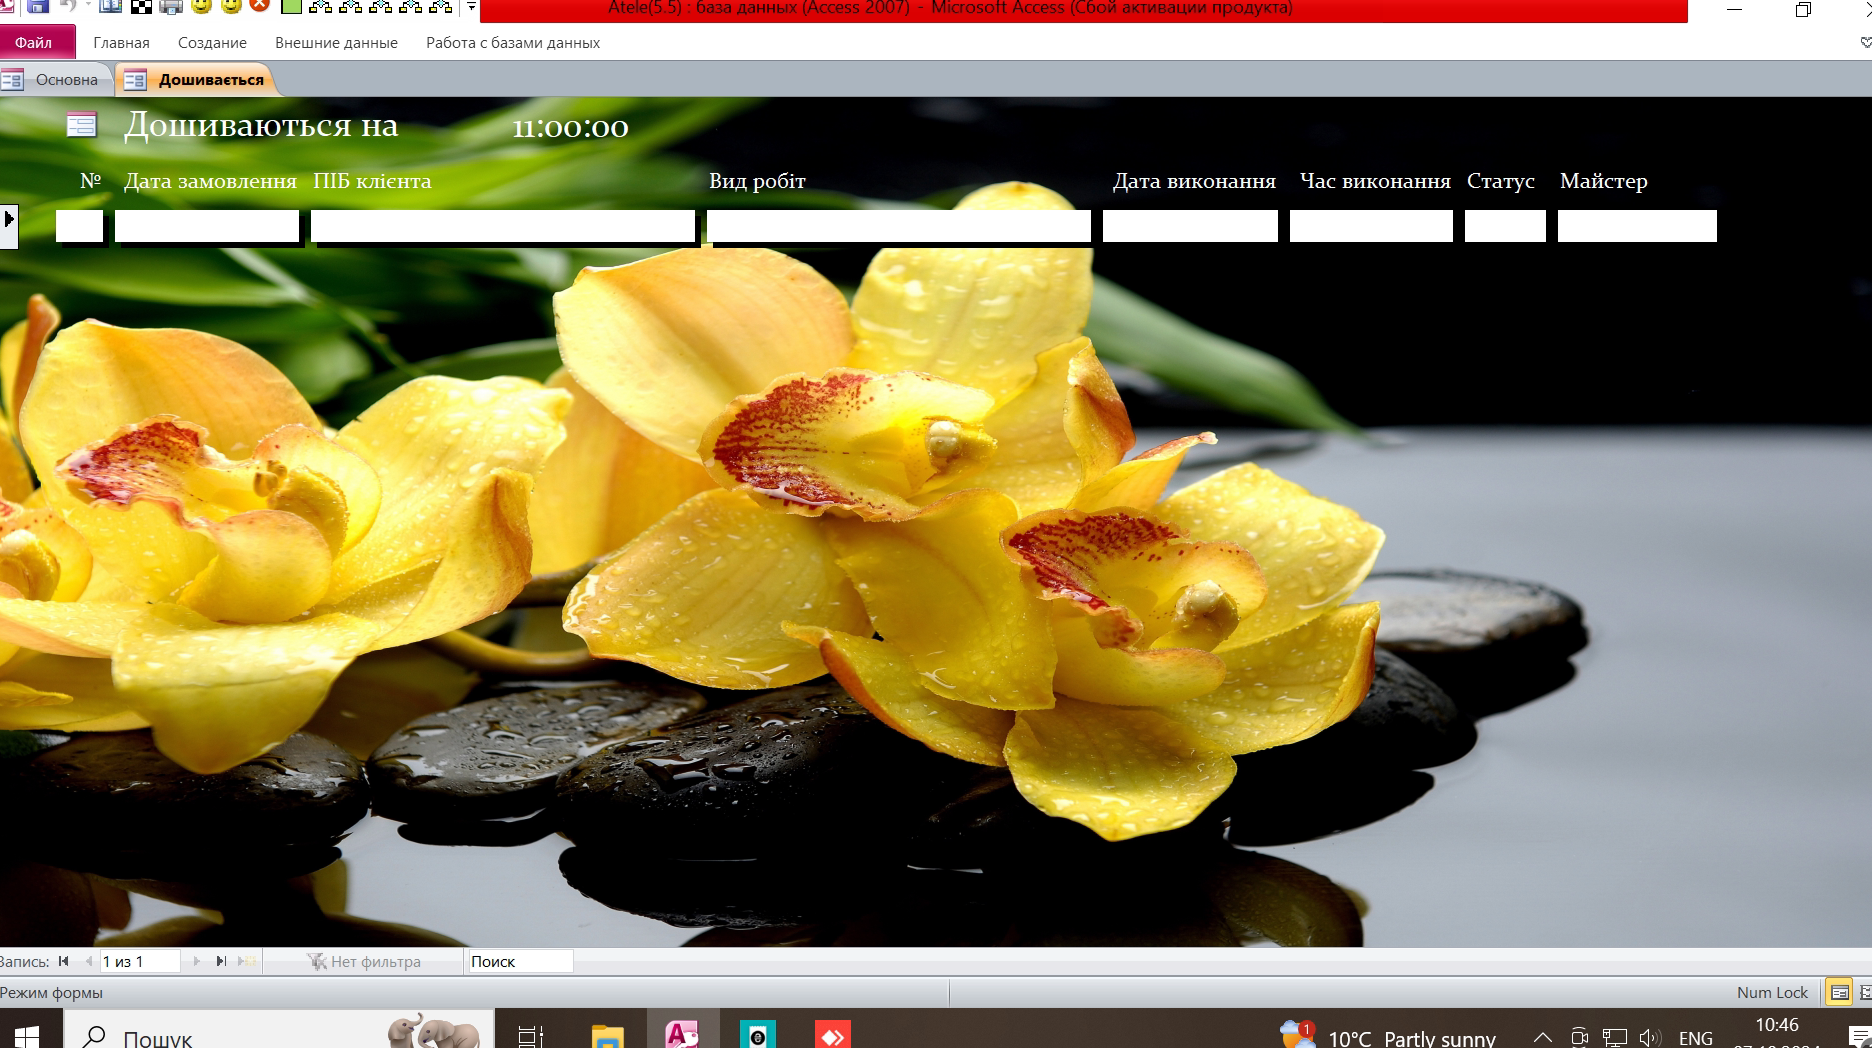 Atele(5.5) : база данных (Access 2007) - Microsoft Access (Сбой активации продукта)
Файл Главная Создание Внешние данные Работа с базами данных
Основна Дошивається
Дошиваються на 11:00:00
№ Дата замовлення ПІБ клієнта Вид робіт Дата виконання Час виконання Статус Майстер
Запись: 1 из 1 Нет фильтра Поиск
Режим формы Num Lock
Пошук 1 10°C Partly sunny ENG 10:46